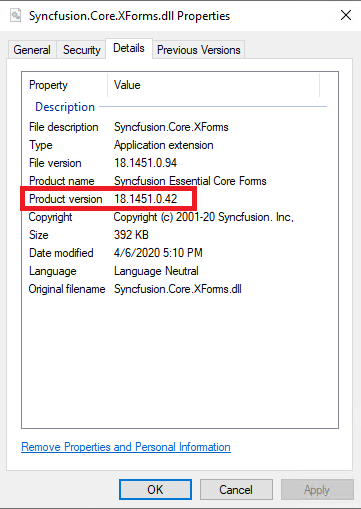 Syncfusion.Core.XForms.dll Properties
General Security Details Previous Versions
Property Value
Description
File description Syncfusion.Core.XForms
Type Application extension
File version 18.1451.0.94
Product name Syncfusion Essential Core Forms
Product version 18.1451.0.42
Copyright Copyright (c) 2001-20 Syncfusion. Inc,
Size 392 KB
Date modified 4/6/2020 5:10 PM
Language Language Neutral
Original filename Syncfusion.Core.XForms.dll
Remove Properties and Personal Information
OK Cancel Apply